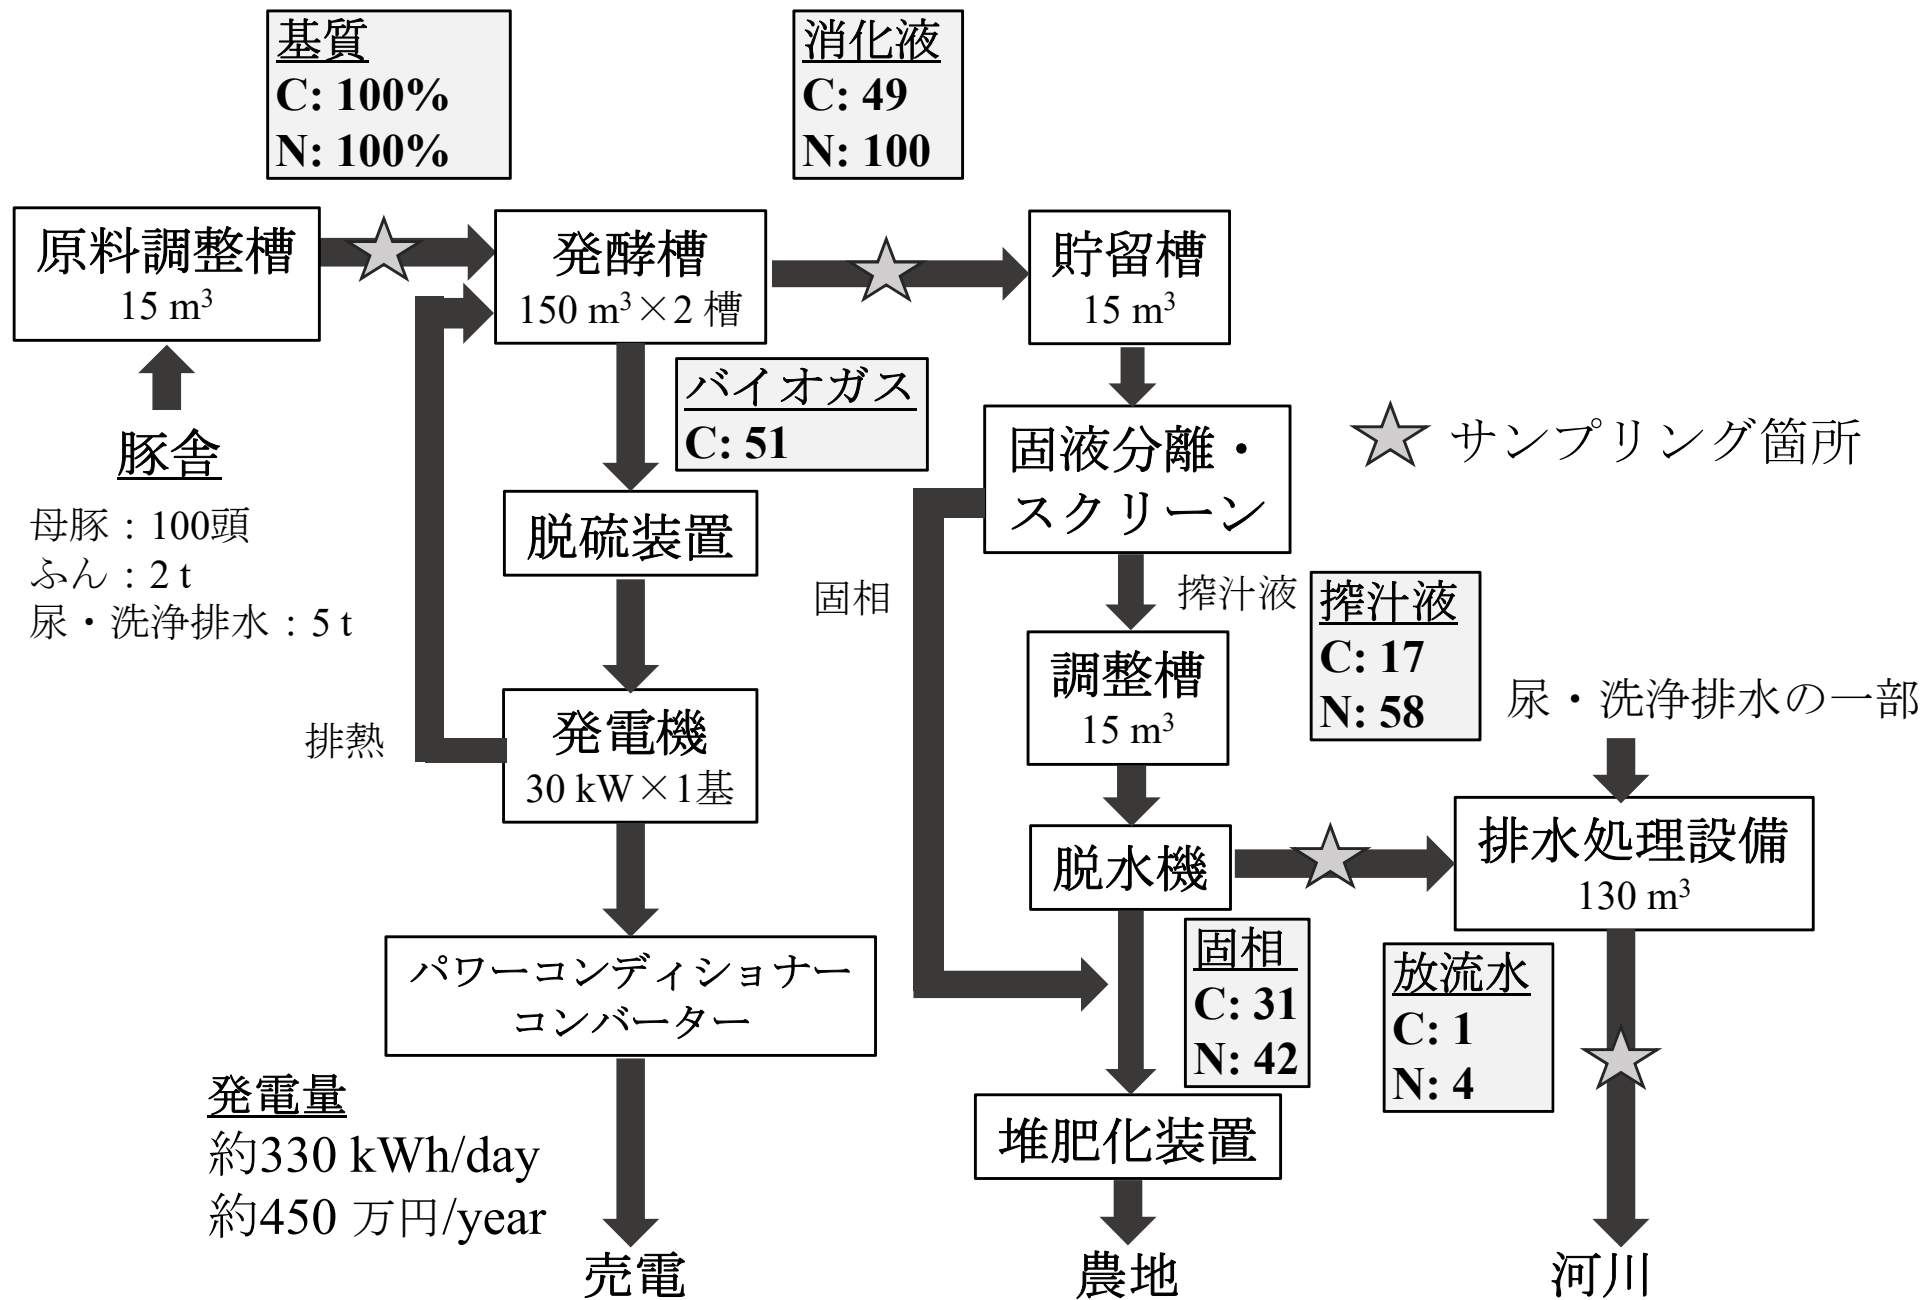 基質
C: 100%
N: 100%
消化液
C: 49
N: 100
原料調整槽
15 m³
発酵槽
150 m³×2 槽
貯留槽
15 m³
バイオガス
C: 51
豚舎
母豚：100頭
ふん：2 t
尿・洗浄排水：5 t
固液分離・
スクリーン
サンプリング箇所
脱硫装置
固相
搾汁液
搾汁液
C: 17
N: 58
調整槽
15 m³
尿・洗浄排水の一部
排熱
発電機
30 kW×1基
脱水機
排水処理設備
130 m³
固相
C: 31
N: 42
放流水
C: 1
N: 4
パワーコンディショナー
コンバーター
発電量
約330 kWh/day
約450 万円/year
堆肥化装置
売電
農地
河川